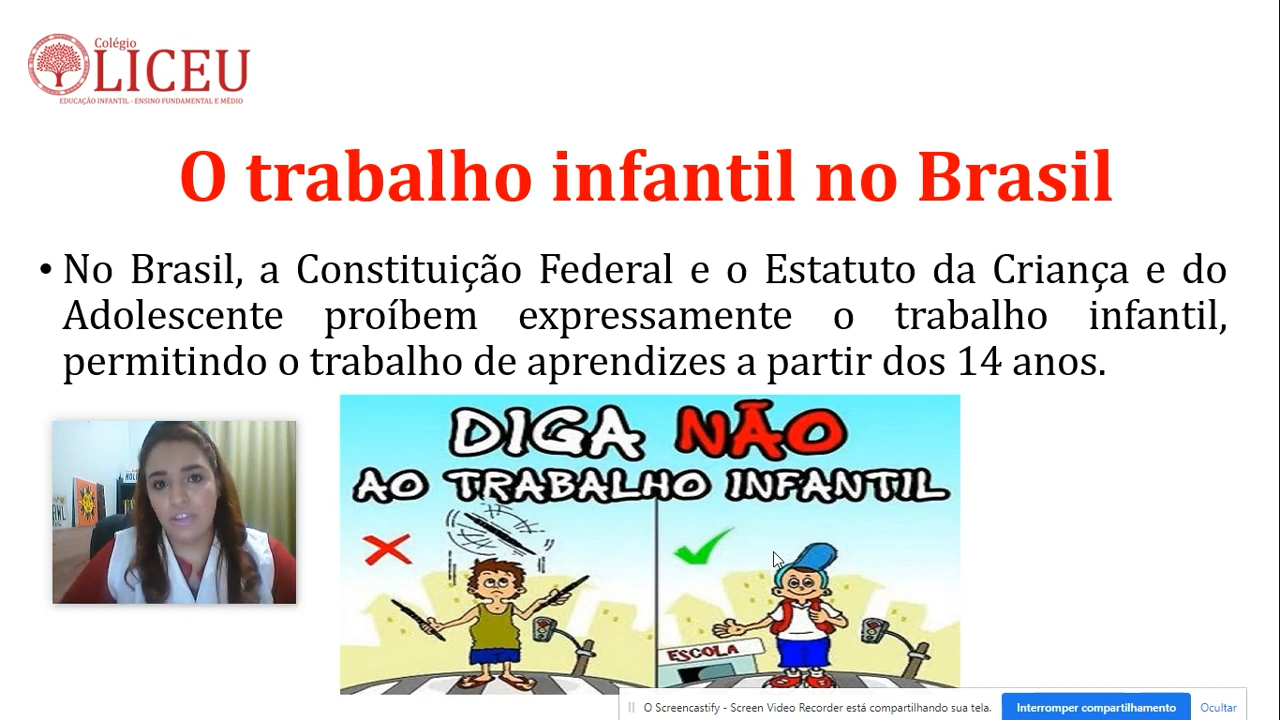 Colégio
LICEU
EDUCAÇÃO INFANTIL - ENSINO FUNDAMENTAL E MÉDIO
O trabalho infantil no Brasil
• No Brasil, a Constituição Federal e o Estatuto da Criança e do
Adolescente proíbem expressamente o trabalho infantil,
permitindo o trabalho de aprendizes a partir dos 14 anos.
DIGA NÃO
AO TRABALHO INFANTIL
ESCOLA
O Screencastify - Screen Video Recorder está compartilhando sua tela.
Interromper compartilhamento
Ocultar